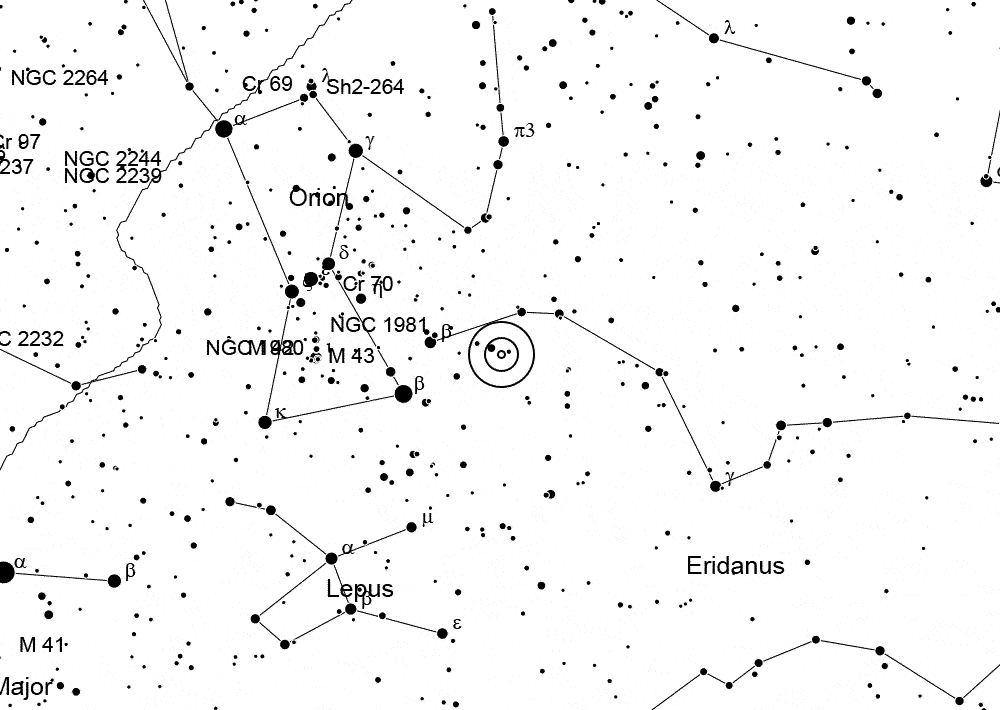 λ
NGC 2264
Cr 69
λ
Sh2-264
α
π3
Cr 97
γ
NGC 2244
237
NGC 2239
Orion
δ
Cr 70
η
NGC 1981
β
C 2232
M 43
β
κ
γ
μ
α
Eridanus
α
β
Lepus
β
ε
M 41
Major